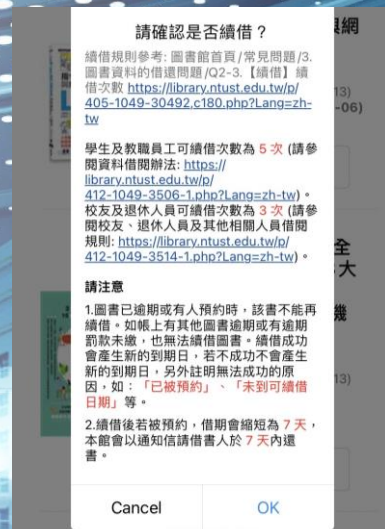 請確認是否續借？
續借規則參考: 圖書館首頁/常見問題/3.
圖書資料的借還問題/Q2-3.【續借】續
借次數 https://library.ntust.edu.tw/p/
405-1049-30492,c180.php?Lang=zh-
tw
學生及教職員工可續借次數為 5 次 (請參
閱資料借閱辦法: https://
library.ntust.edu.tw/p/
412-1049-3506-1.php?Lang=zh-tw)。
校友及退休人員可續借次數為 3 次 (請參
閱校友、退休人員及其他相關人員借閱
規則: https://library.ntust.edu.tw/p/
412-1049-3514-1.php?Lang=zh-tw)。
請注意
1.圖書已逾期或有人預約時，該書不能再
續借。如帳上有其他圖書逾期或有逾期
罰款未繳，也無法續借圖書。續借成功
會產生新的到期日，若不成功不會產生
新的到期日，另外註明無法成功的原
因，如：「已被預約」、「未到可續借
日期」等。
2.續借後若被預約，借期會縮短為 7 天，
本館會以通知信請借書人於 7 天內還
書。
Cancel OK
與網
13)
-06)
全
大
機
13)